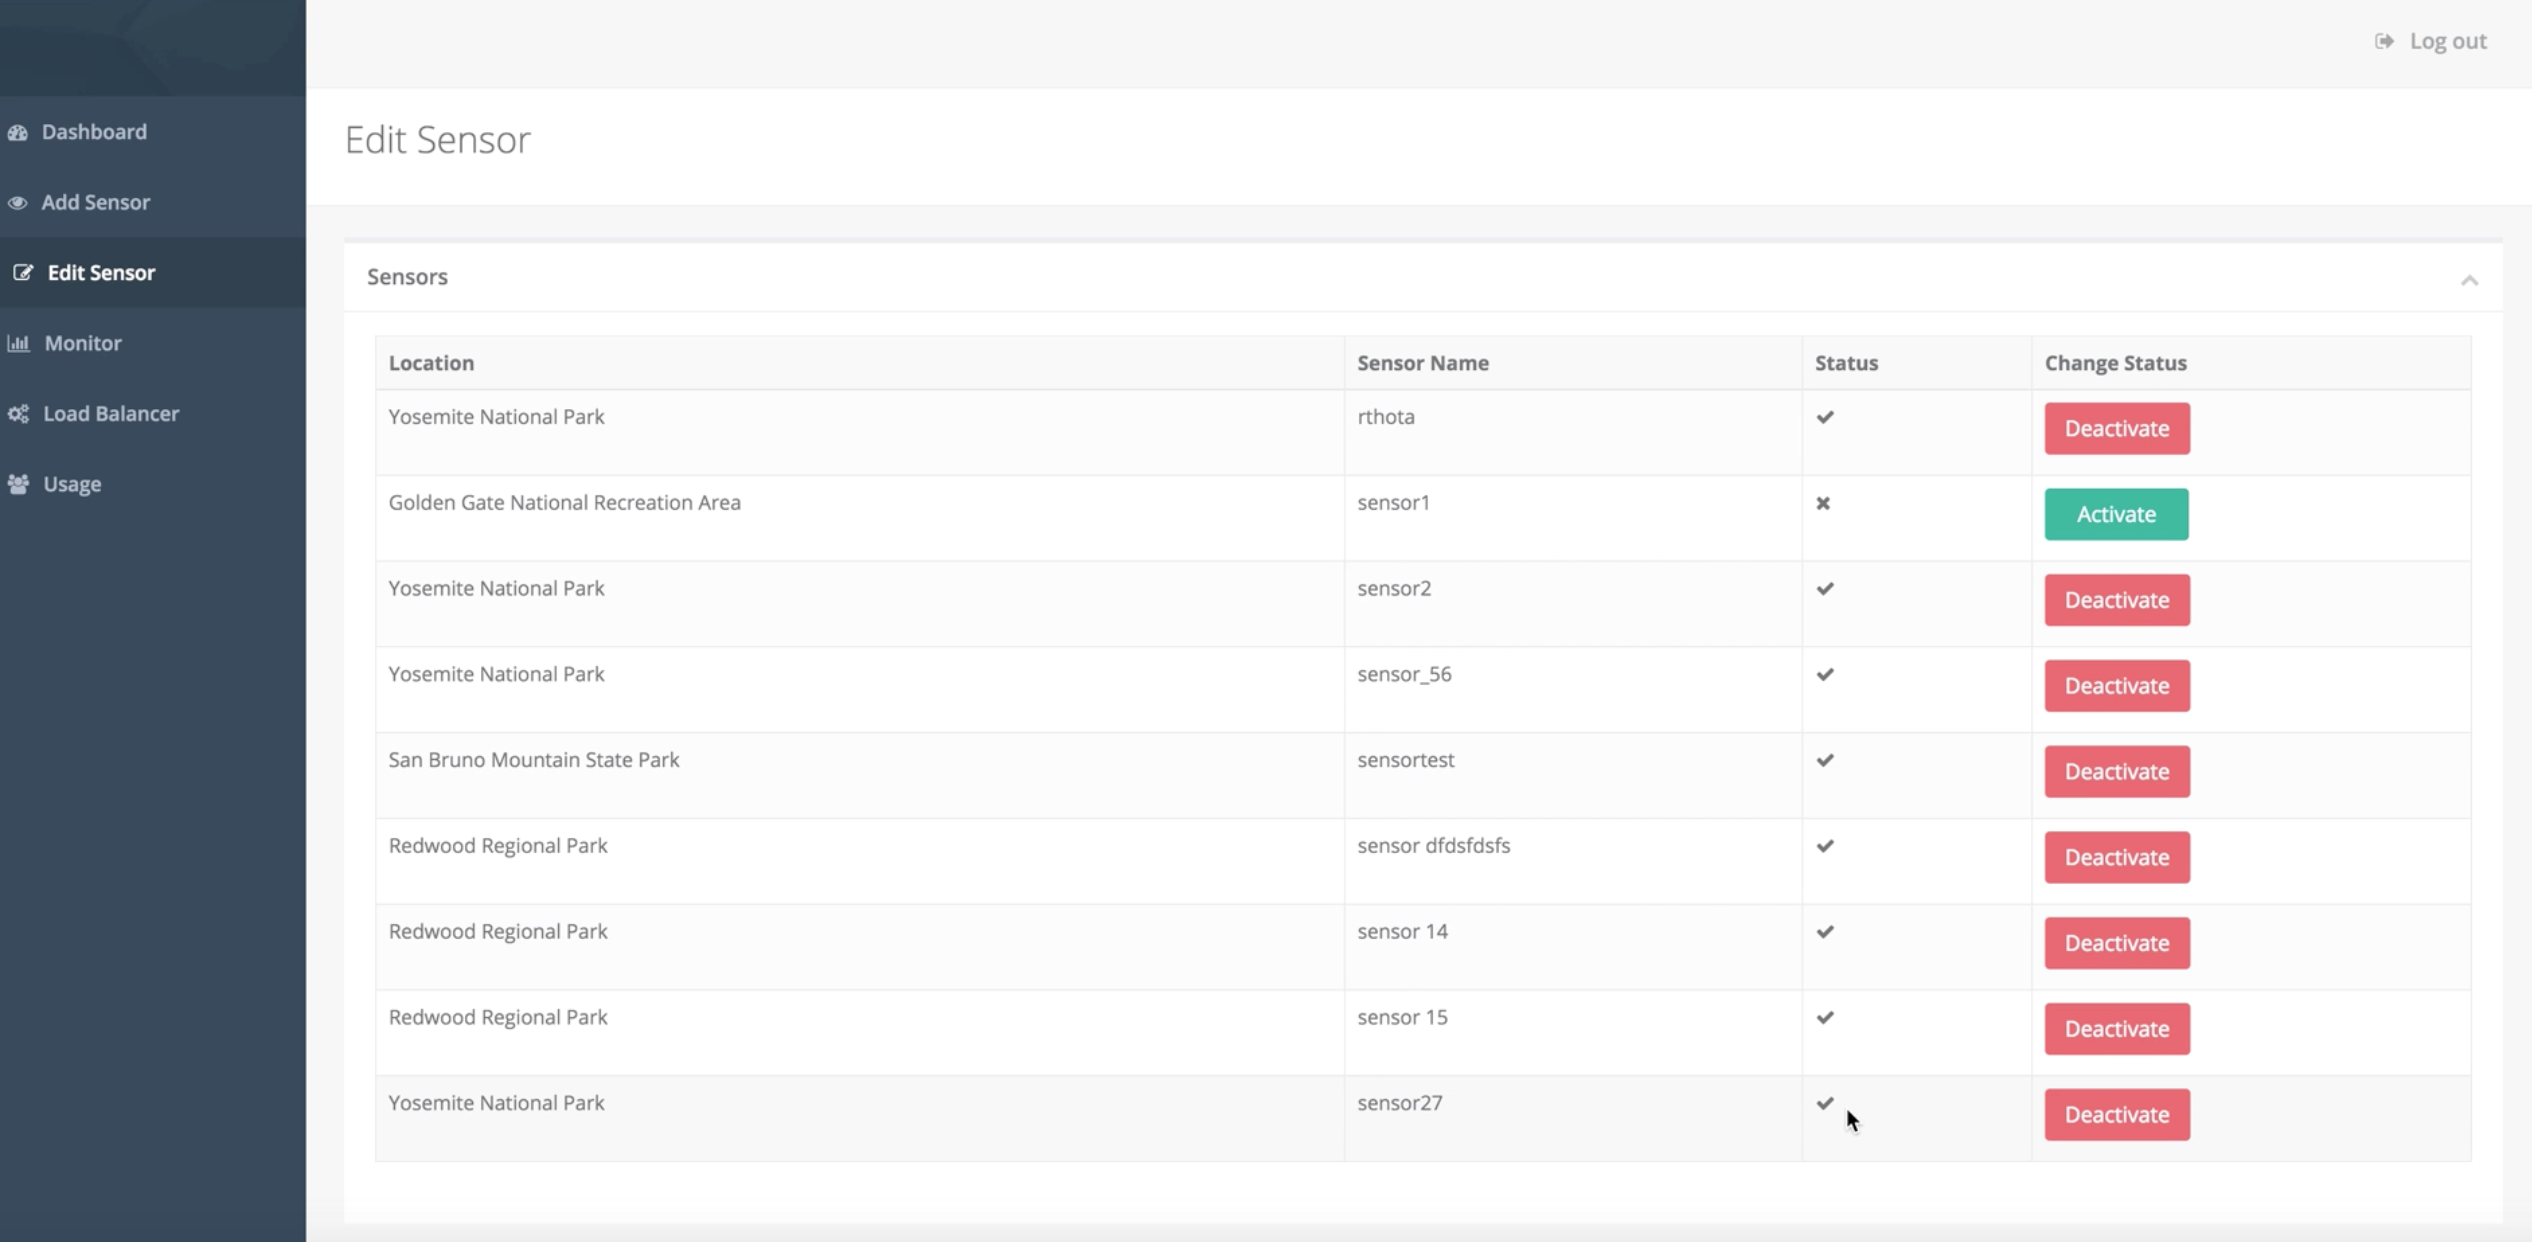 Log out
Dashboard
Add Sensor
Edit Sensor
Monitor
Load Balancer
Usage
Edit Sensor
Sensors
Location Sensor Name Status Change Status
Yosemite National Park rthota Deactivate
Golden Gate National Recreation Area sensor1 Activate
Yosemite National Park sensor2 Deactivate
Yosemite National Park sensor_56 Deactivate
San Bruno Mountain State Park sensortest Deactivate
Redwood Regional Park sensor dfdsfdsfs Deactivate
Redwood Regional Park sensor 14 Deactivate
Redwood Regional Park sensor 15 Deactivate
Yosemite National Park sensor27 Deactivate